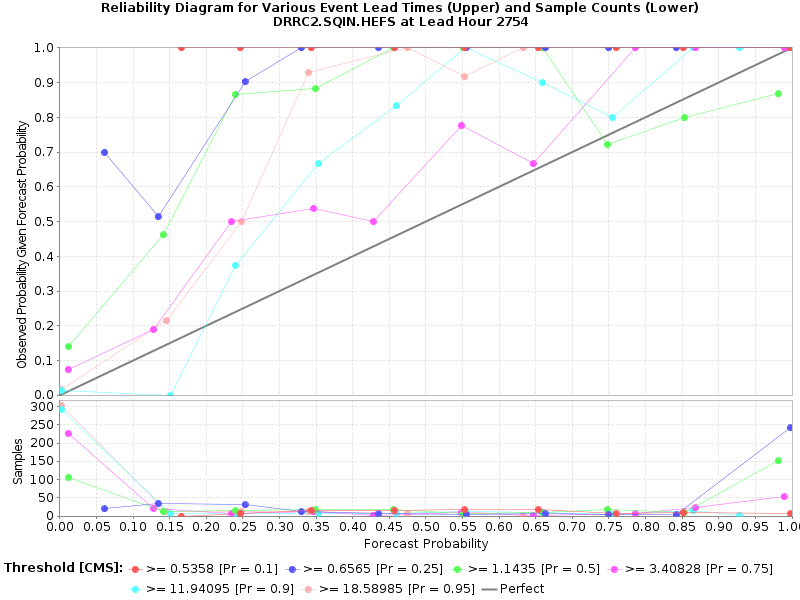 Reliability Diagram for Various Event Lead Times (Upper) and Sample Counts (Lower)
DRRC2.SQIN.HEFS at Lead Hour 2754
Observed Probability Given Forecast Probability
1.0
0.9
0.8
0.7
0.6
0.5
0.4
0.3
0.2
0.1
0.0
Samples
300
250
200
150
100
50
0
0.00 0.05 0.10 0.15 0.20 0.25 0.30 0.35 0.40 0.45 0.50 0.55 0.60 0.65 0.70 0.75 0.80 0.85 0.90 0.95 1.0
Forecast Probability
Threshold [CMS]: >= 0.5358 [Pr = 0.1] >= 0.6565 [Pr = 0.25] >= 1.1435 [Pr = 0.5] >= 3.40828 [Pr = 0.75]
>= 11.94095 [Pr = 0.9] >= 18.58985 [Pr = 0.95] Perfect